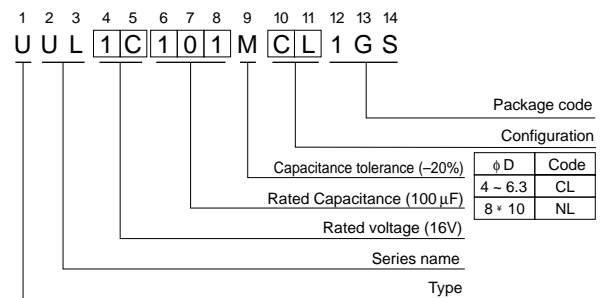 1 2 3 4 5 6 7 8 9 10 11 12 13 14
U U L 1 C 1 0 1 M C L 1 G S
Package code
Configuration
φ D Code
4 ~ 6.3 CL
8 ¥ 10 NL
Capacitance tolerance (–20%)
Rated Capacitance (100 µF)
Rated voltage (16V)
Series name
Type